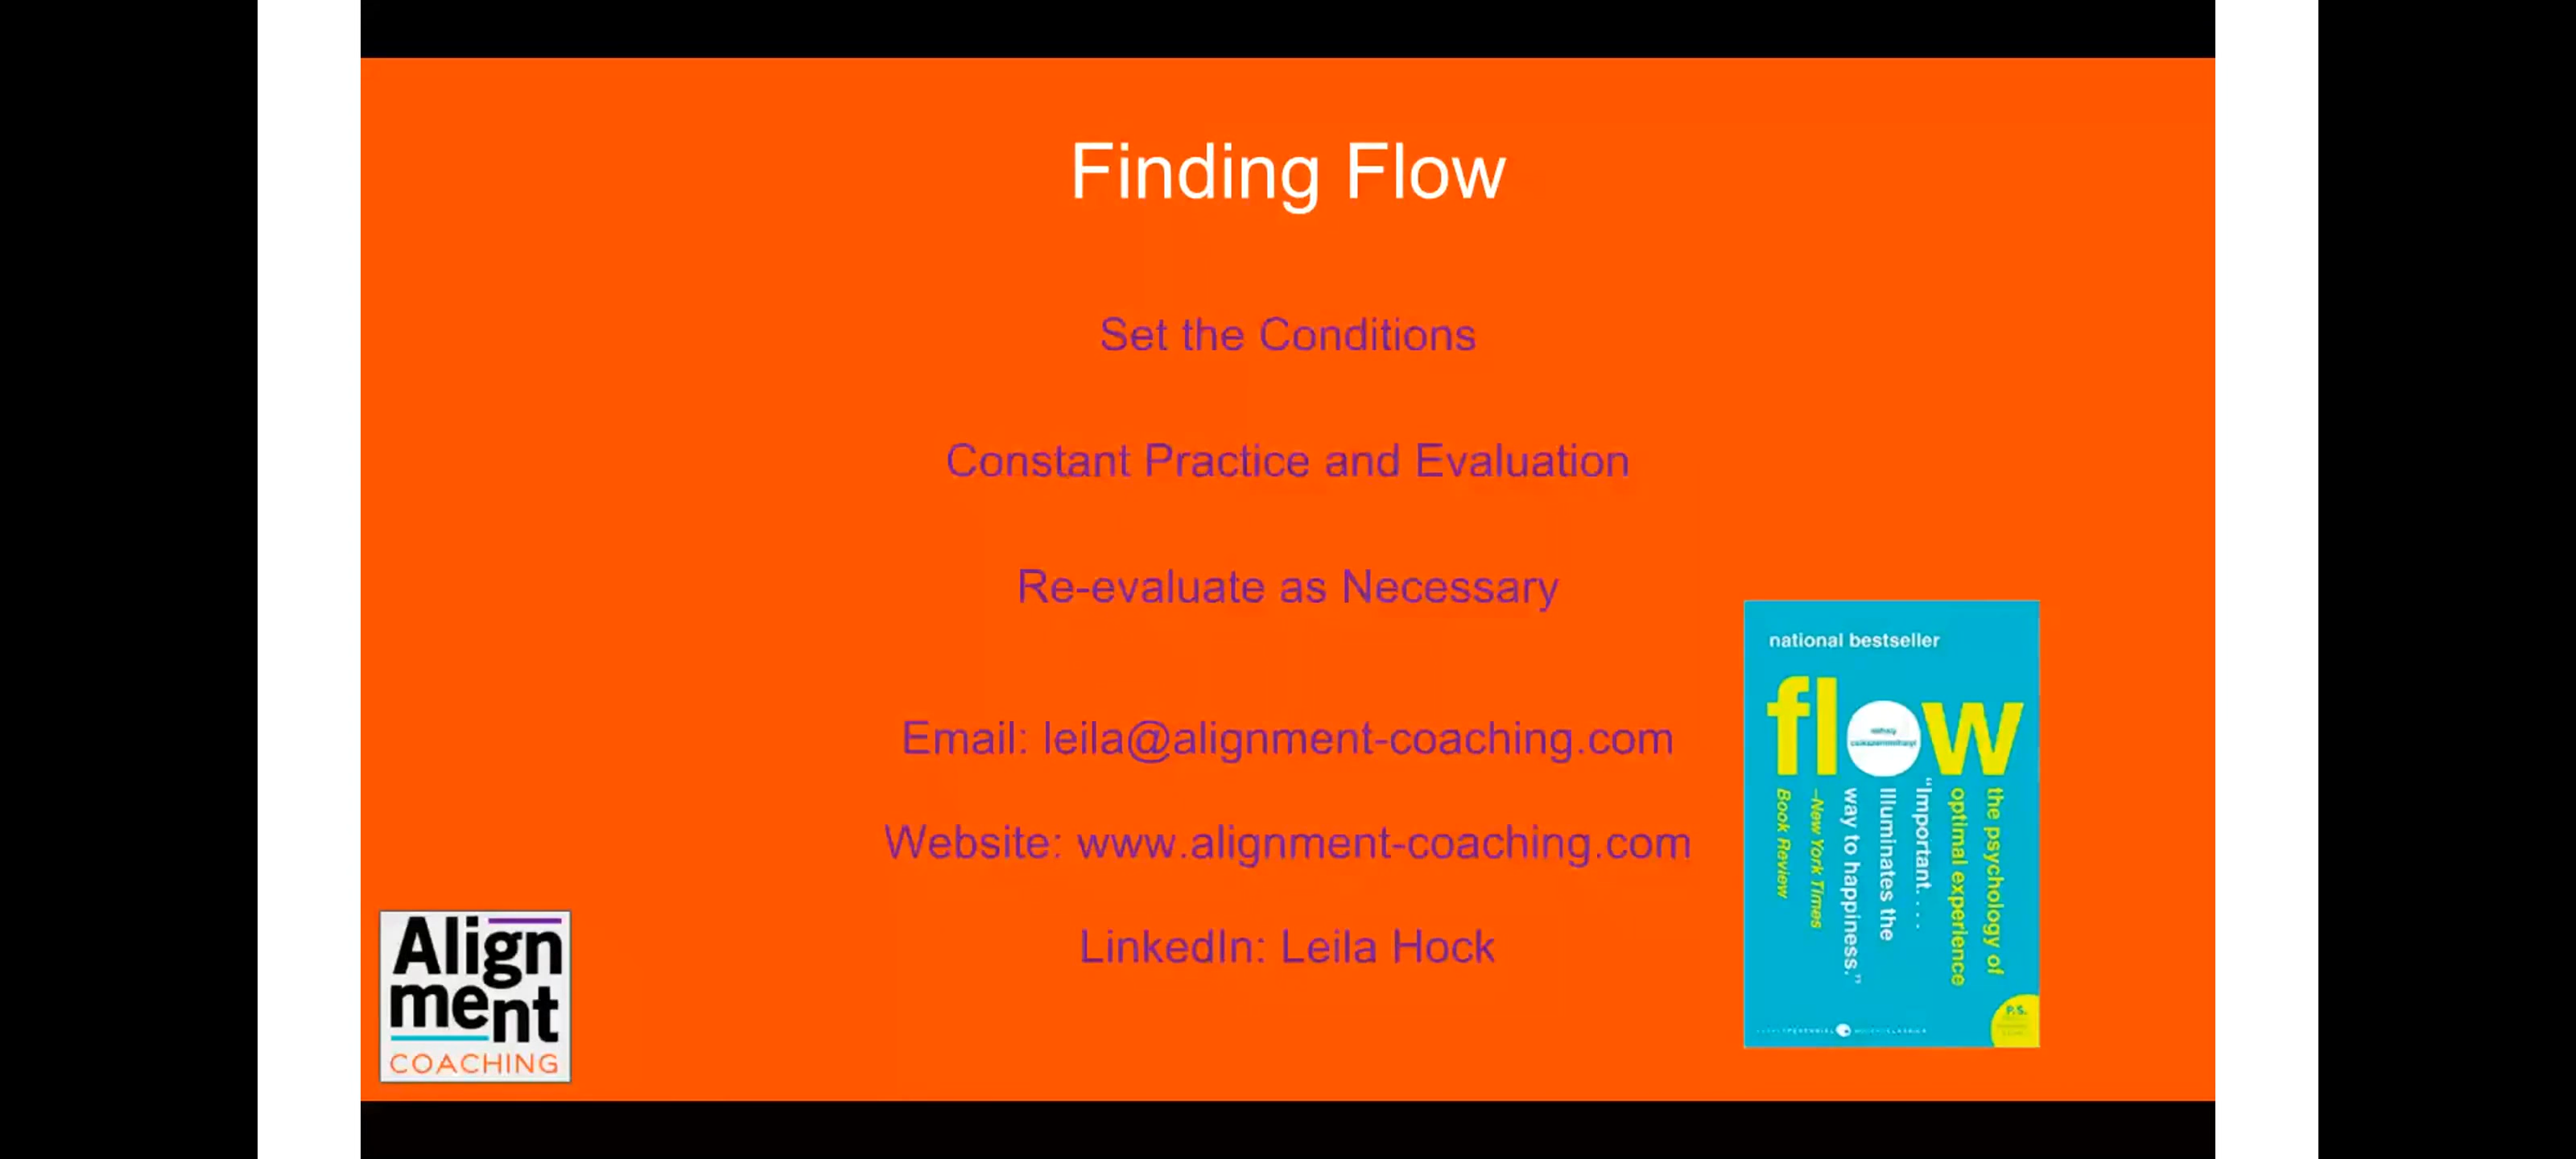 Finding Flow
Set the Conditions
Constant Practice and Evaluation
Re-evaluate as Necessary
Email: leila@alignment-coaching.com
Website: www.alignment-coaching.com
LinkedIn: Leila Hock
Align
ment
COACHING
national bestseller
flow
the psychology of
optimal experience
“Important. . . .
Illuminates the
way to happiness.”
–New York Times
Book Review
P.S.